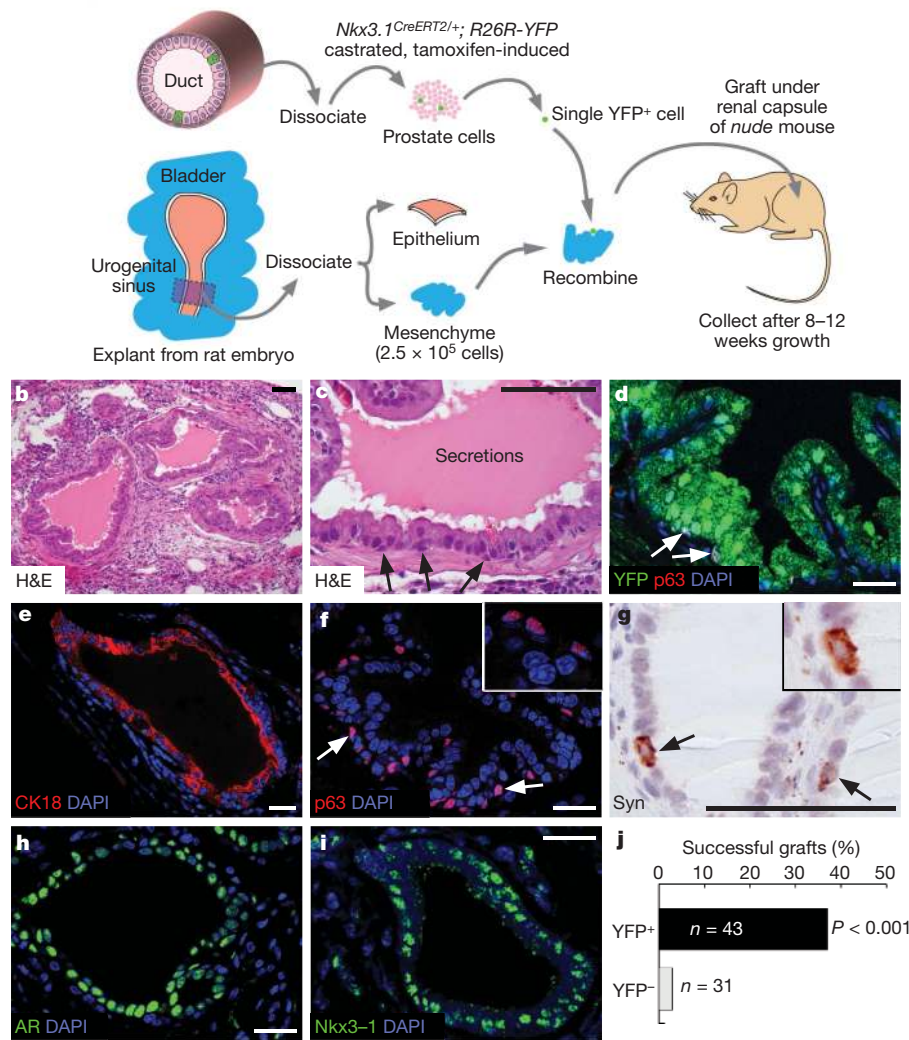 Nkx3.1CreERT2/+; R26R-YFP
castrated, tamoxifen-induced
Duct
Dissociate
Prostate cells
Single YFP+ cell
Graft under
renal capsule
of nude mouse
Bladder
Urogenital
sinus
Explant from rat embryo
Dissociate
Epithelium
Mesenchyme
(2.5 × 10⁵ cells)
Recombine
Collect after 8–12
weeks growth
b
H&E
c
Secretions
H&E
d
YFP p63 DAPI
e
CK18 DAPI
f
p63 DAPI
g
Syn
h
AR DAPI
i
Nkx3–1 DAPI
j
Successful grafts (%)
0 10 20 30 40 50
YFP+ n = 43 P < 0.001
YFP– n = 31